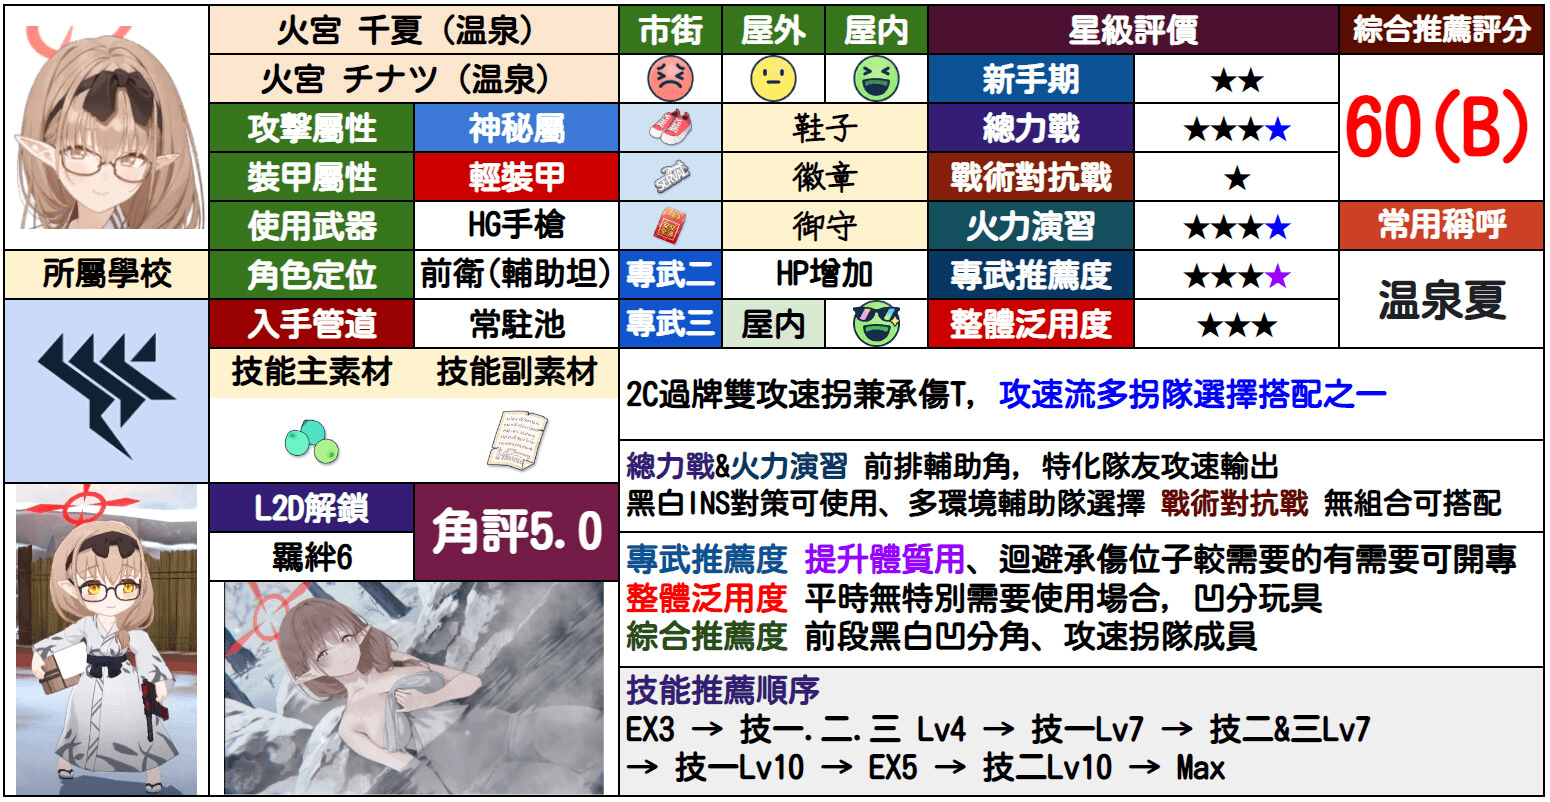 火宮 千夏（温泉）
火宮 チナツ（温泉）
市街 屋外 屋內
星級評價
綜合推薦評分
新手期 ★★
60(B)
攻擊屬性 神秘屬
鞋子
總力戰 ★★★★
裝甲屬性 輕裝甲
SERVAL
徽章
戰術對抗戰 ★
使用武器 HG手槍
御守
火力演習 ★★★★
常用稱呼
所屬學校
角色定位 前衛(輔助坦)
專武二 HP增加
專武推薦度 ★★★★
温泉夏
入手管道 常駐池
專武三 屋内
整體泛用度 ★★★
技能主素材 技能副素材
2C過牌雙攻速拐兼承傷T, 攻速流多拐隊選擇搭配之一
總力戰&火力演習 前排輔助角, 特化隊友攻速輸出
黑白INS對策可使用、多環境輔助隊選擇 戰術對抗戰 無組合可搭配
L2D解鎖
羈絆6
角評5.0
專武推薦度 提升體質用、迴避承傷位子較需要的有需要可開專
整體泛用度 平時無特別需要使用場合, 凹分玩具
綜合推薦度 前段黑白凹分角、攻速拐隊成員
技能推薦順序
EX3 → 技一.二.三 Lv4 → 技一Lv7 → 技二&三Lv7
→ 技一Lv10 → EX5 → 技二Lv10 → Max